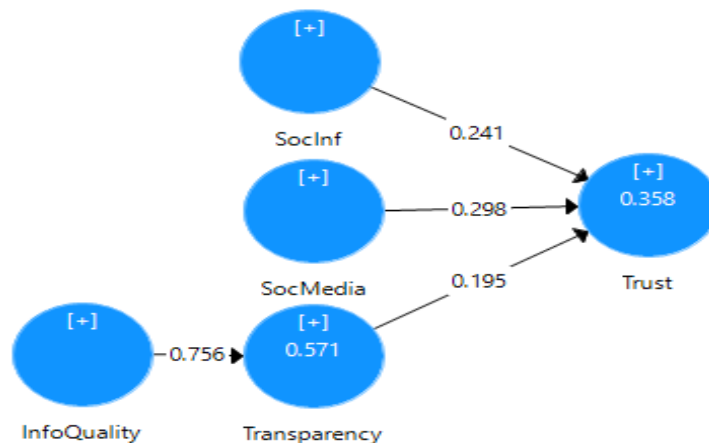 [+]
SocInf
0.241
[+]
0.358
Trust
[+]
SocMedia
0.298
0.195
[+]
InfoQuality
0.756
[+]
0.571
Transparency